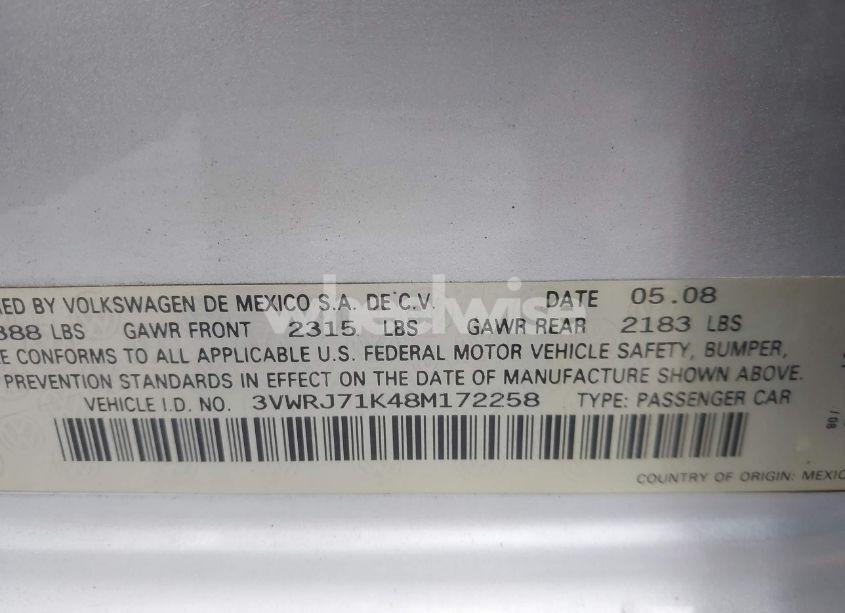 ED BY VOLKSWAGEN DE MEXICO S.A. DE C.V. DATE 05.08
388 LBS GAWR FRONT 2315 LBS GAWR REAR 2183 LBS
E CONFORMS TO ALL APPLICABLE U.S. FEDERAL MOTOR VEHICLE SAFETY, BUMPER,
PREVENTION STANDARDS IN EFFECT ON THE DATE OF MANUFACTURE SHOWN ABOVE.
VEHICLE I.D. NO. 3VWRJ71K48M172258 TYPE: PASSENGER CAR
/08
COUNTRY OF ORIGIN: MEXIC
wheelwise